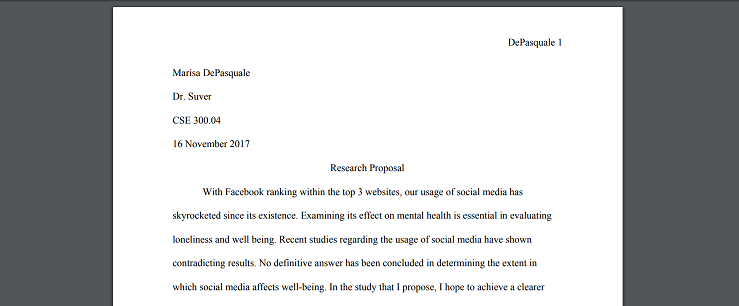 DePasquale 1
Marisa DePasquale
Dr. Suver
CSE 300.04
16 November 2017
Research Proposal
With Facebook ranking within the top 3 websites, our usage of social media has
skyrocketed since its existence. Examining its effect on mental health is essential in evaluating
loneliness and well being. Recent studies regarding the usage of social media have shown
contradicting results. No definitive answer has been concluded in determining the extent in
which social media affects well-being. In the study that I propose, I hope to achieve a clearer